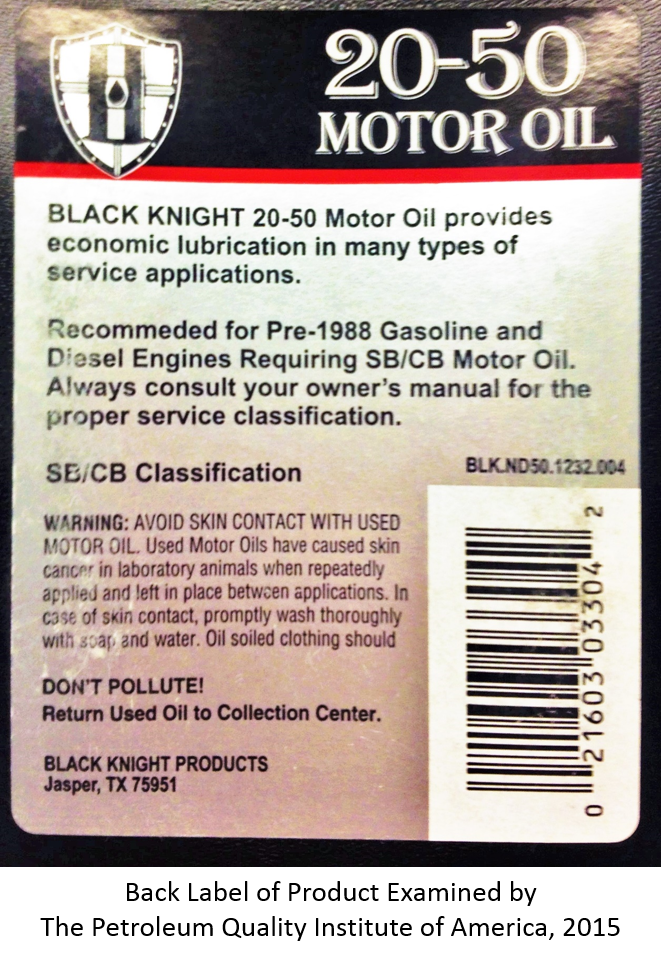 20-50
MOTOR OIL
BLACK KNIGHT 20-50 Motor Oil provides
economic lubrication in many types of
service applications.
Recommeded for Pre-1988 Gasoline and
Diesel Engines Requiring SB/CB Motor Oil.
Always consult your owner's manual for the
proper service classification.
SB/CB Classification
BLK.ND50.1232.004
WARNING: AVOID SKIN CONTACT WITH USED
MOTOR OIL. Used Motor Oils have caused skin
cancer in laboratory animals when repeatedly
applied and left in place between applications. In
case of skin contact, promptly wash thoroughly
with soap and water. Oil soiled clothing should
DON'T POLLUTE!
Return Used Oil to Collection Center.
BLACK KNIGHT PRODUCTS
Jasper, TX 75951
0 21603 03304 2
Back Label of Product Examined by
The Petroleum Quality Institute of America, 2015